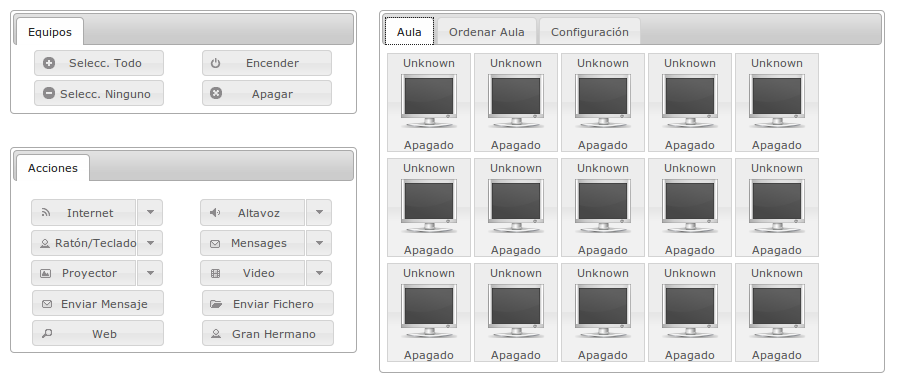 Equipos
Selecc. Todo
Encender
Selecc. Ninguno
Apagar
Acciones
Internet
Altavoz
Ratón/Teclado
Mensages
Proyector
Video
Enviar Mensaje
Enviar Fichero
Web
Gran Hermano
Aula
Ordenar Aula
Configuración
Unknown Unknown Unknown Unknown Unknown
Apagado Apagado Apagado Apagado Apagado
Unknown Unknown Unknown Unknown Unknown
Apagado Apagado Apagado Apagado Apagado
Unknown Unknown Unknown Unknown Unknown
Apagado Apagado Apagado Apagado Apagado